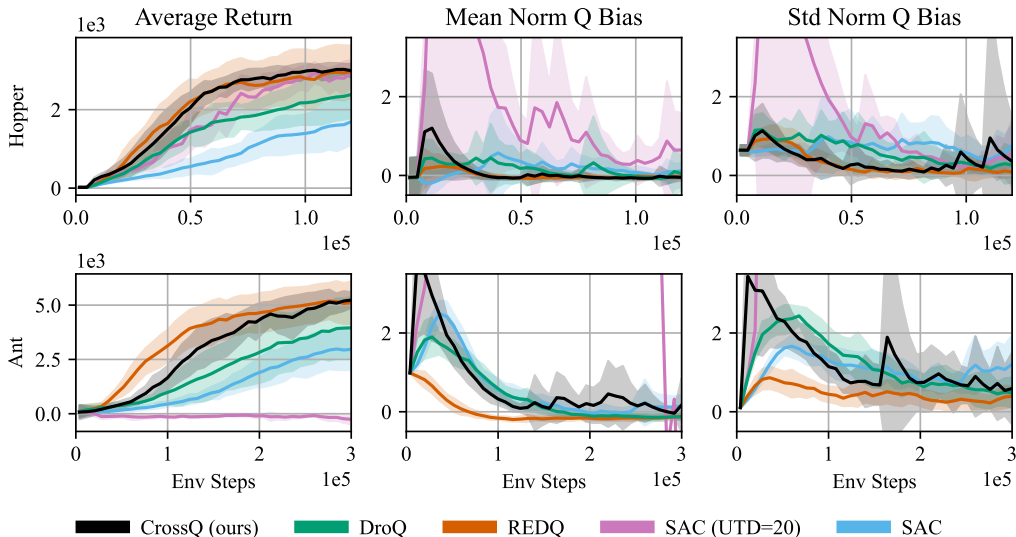 Average Return
Mean Norm Q Bias
Std Norm Q Bias
1e3
Hopper
2
0
0.0
0.5
1.0
1e5
2
0
0.0
0.5
1.0
1e5
2
0
0.0
0.5
1.0
1e5
1e3
Ant
5.0
2.5
0.0
0
1
2
3
Env Steps
1e5
2
0
0
1
2
3
Env Steps
1e5
2
0
0
1
2
3
Env Steps
1e5
CrossQ (ours)
DroQ
REDQ
SAC (UTD=20)
SAC